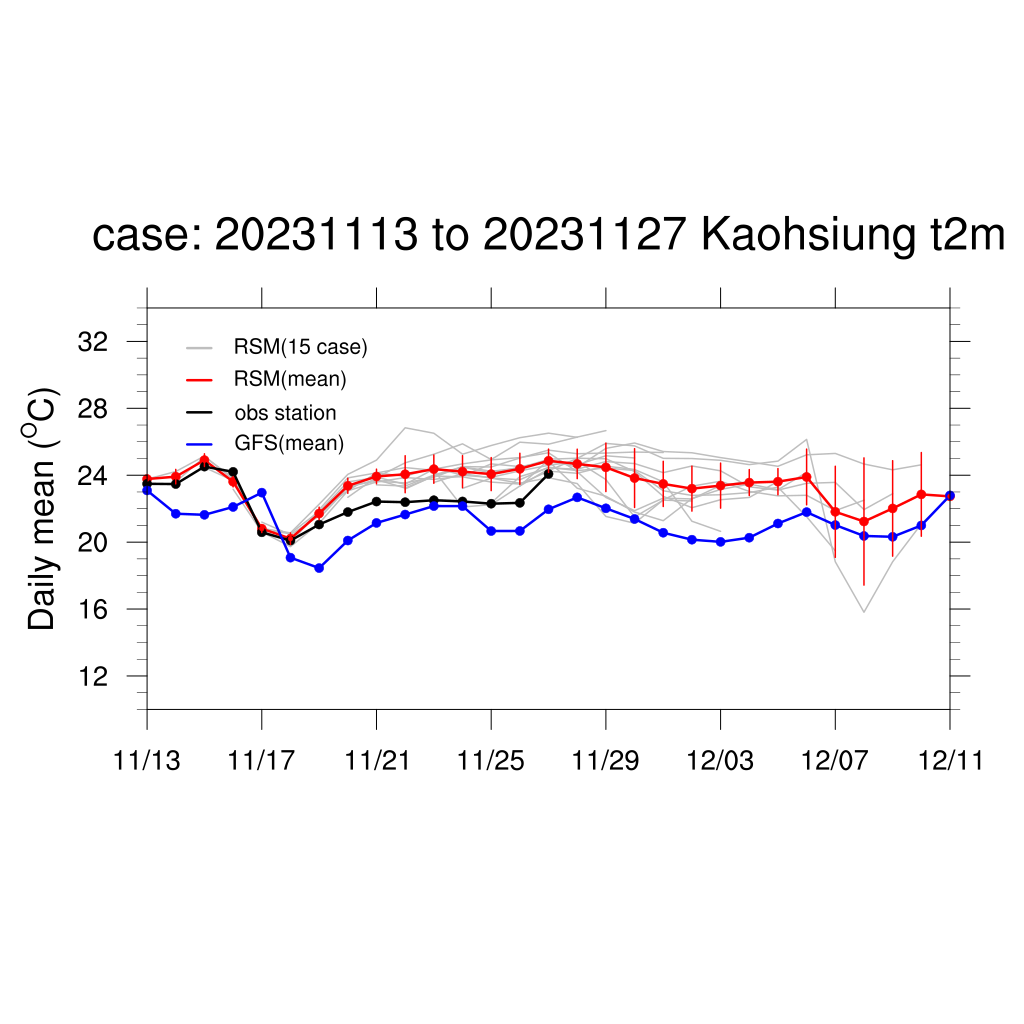 case: 20231113 to 20231127 Kaohsiung t2m
Daily mean (°C)
32
28
24
20
16
12
RSM(15 case)
RSM(mean)
obs station
GFS(mean)
11/13 11/17 11/21 11/25 11/29 12/03 12/07 12/11